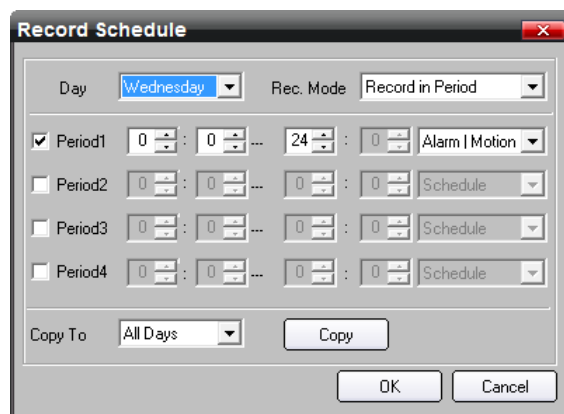 Record Schedule
Day Wednesday Rec. Mode Record in Period
Period1 0 : 0 ... 24 : 0 Alarm | Motion
Period2 0 : 0 ... 0 : 0 Schedule
Period3 0 : 0 ... 0 : 0 Schedule
Period4 0 : 0 ... 0 : 0 Schedule
Copy To All Days Copy
OK Cancel